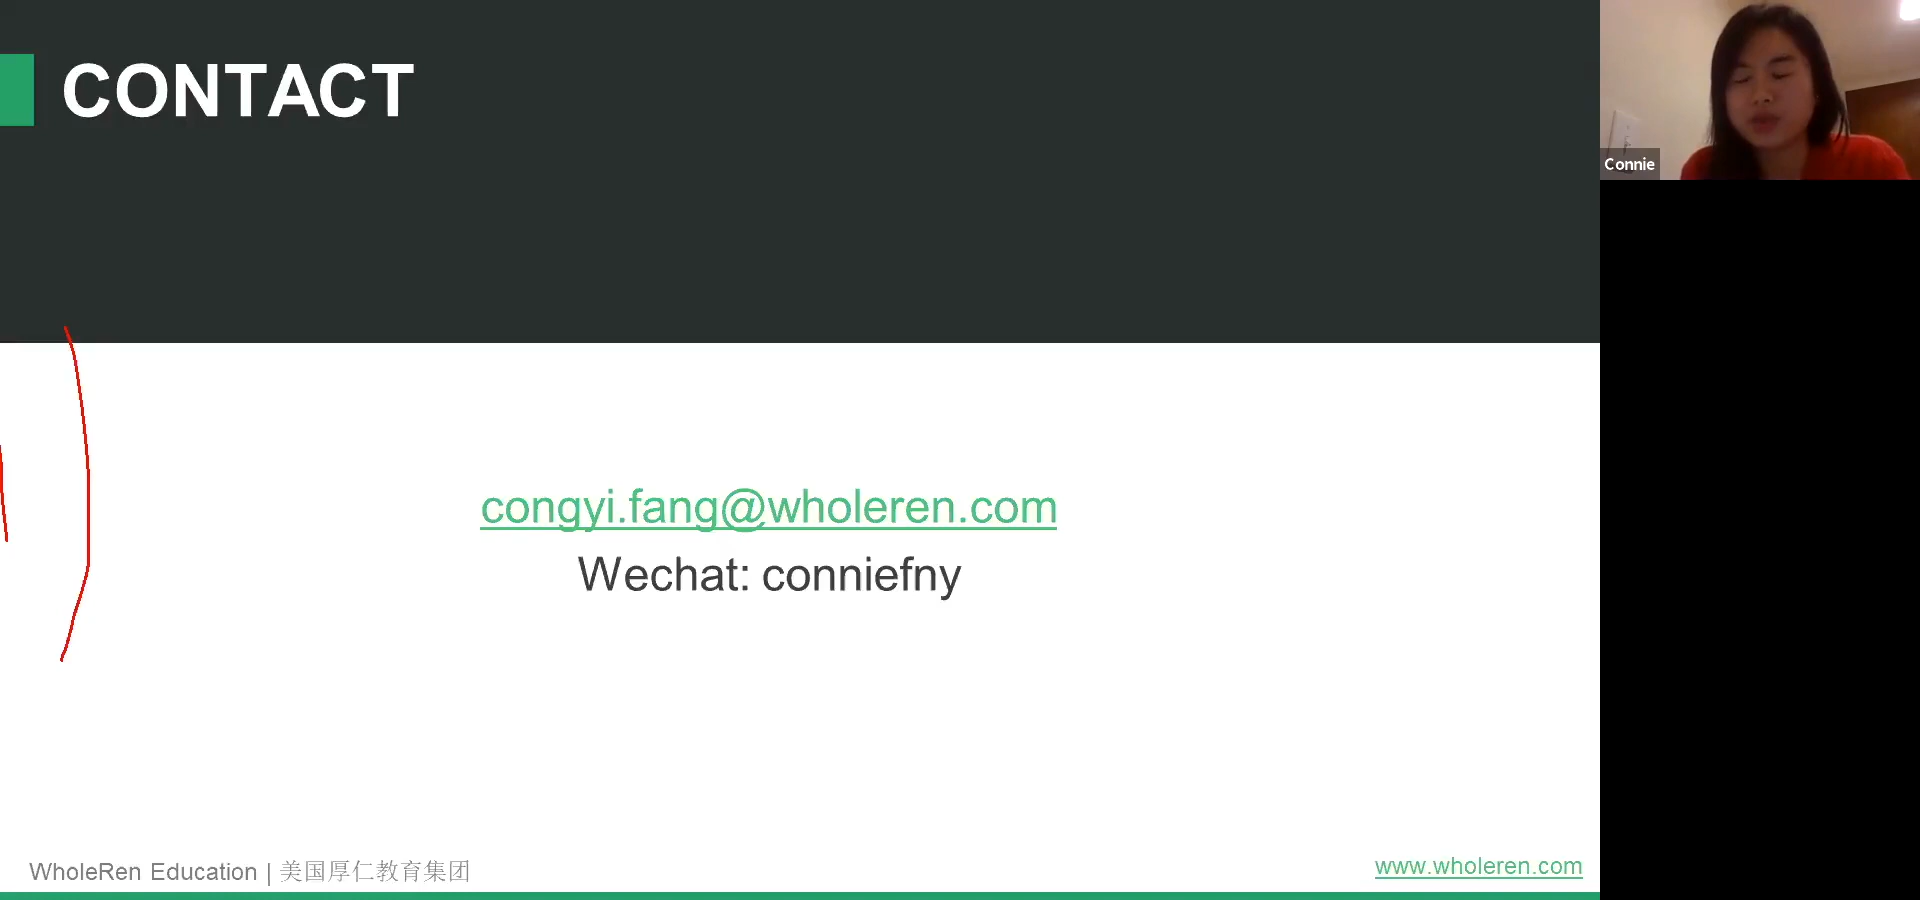 CONTACT
Connie
congyi.fang@wholeren.com
Wechat: conniefny
WholeRen Education | 美国厚仁教育集团
www.wholeren.com